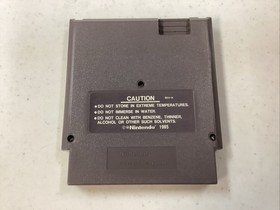 CAUTION
• DO NOT STORE IN EXTREME TEMPERATURES.
• DO NOT IMMERSE IN WATER.
• DO NOT CLEAN WITH BENZENE, THINNER,
ALCOHOL OR OTHER SUCH SOLVENTS.
©Nintendo 1985